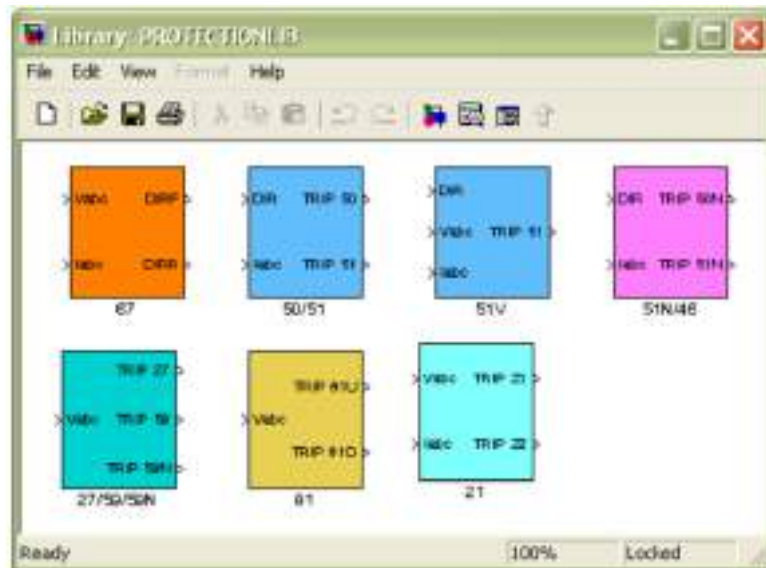 Library: PROTECTIONLIB
File Edit View Format Help
Vabc DIRF
Iabc DIRR
67
DIR TRIP 50
Iabc TRIP 51
50/51
DIR
Vabc TRIP 51
Iabc
51V
DIR TRIP 50N
Iabc TRIP 51N
51N/46
TRIP 27
Vabc TRIP 59
TRIP 59N
27/59/59N
TRIP 81U
Vabc
TRIP 81O
81
Vabc TRIP Z1
Iabc TRIP Z2
21
Ready 100% Locked